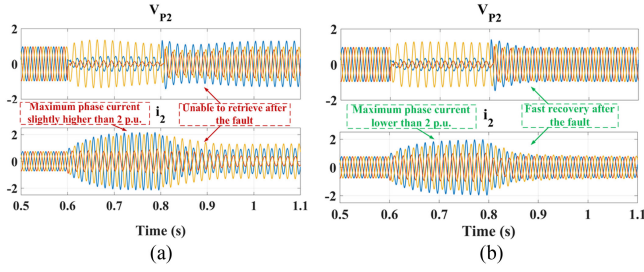 V_P2
2
0
-2
Maximum phase current
slightly higher than 2 p.u.
Unable to retrieve after
the fault
i_2
2
0
-2
0.5 0.6 0.7 0.8 0.9 1 1.1
Time (s)
(a)
V_P2
2
0
-2
Maximum phase current
lower than 2 p.u.
Fast recovery after
the fault
i_2
2
0
-2
0.5 0.6 0.7 0.8 0.9 1 1.1
Time (s)
(b)